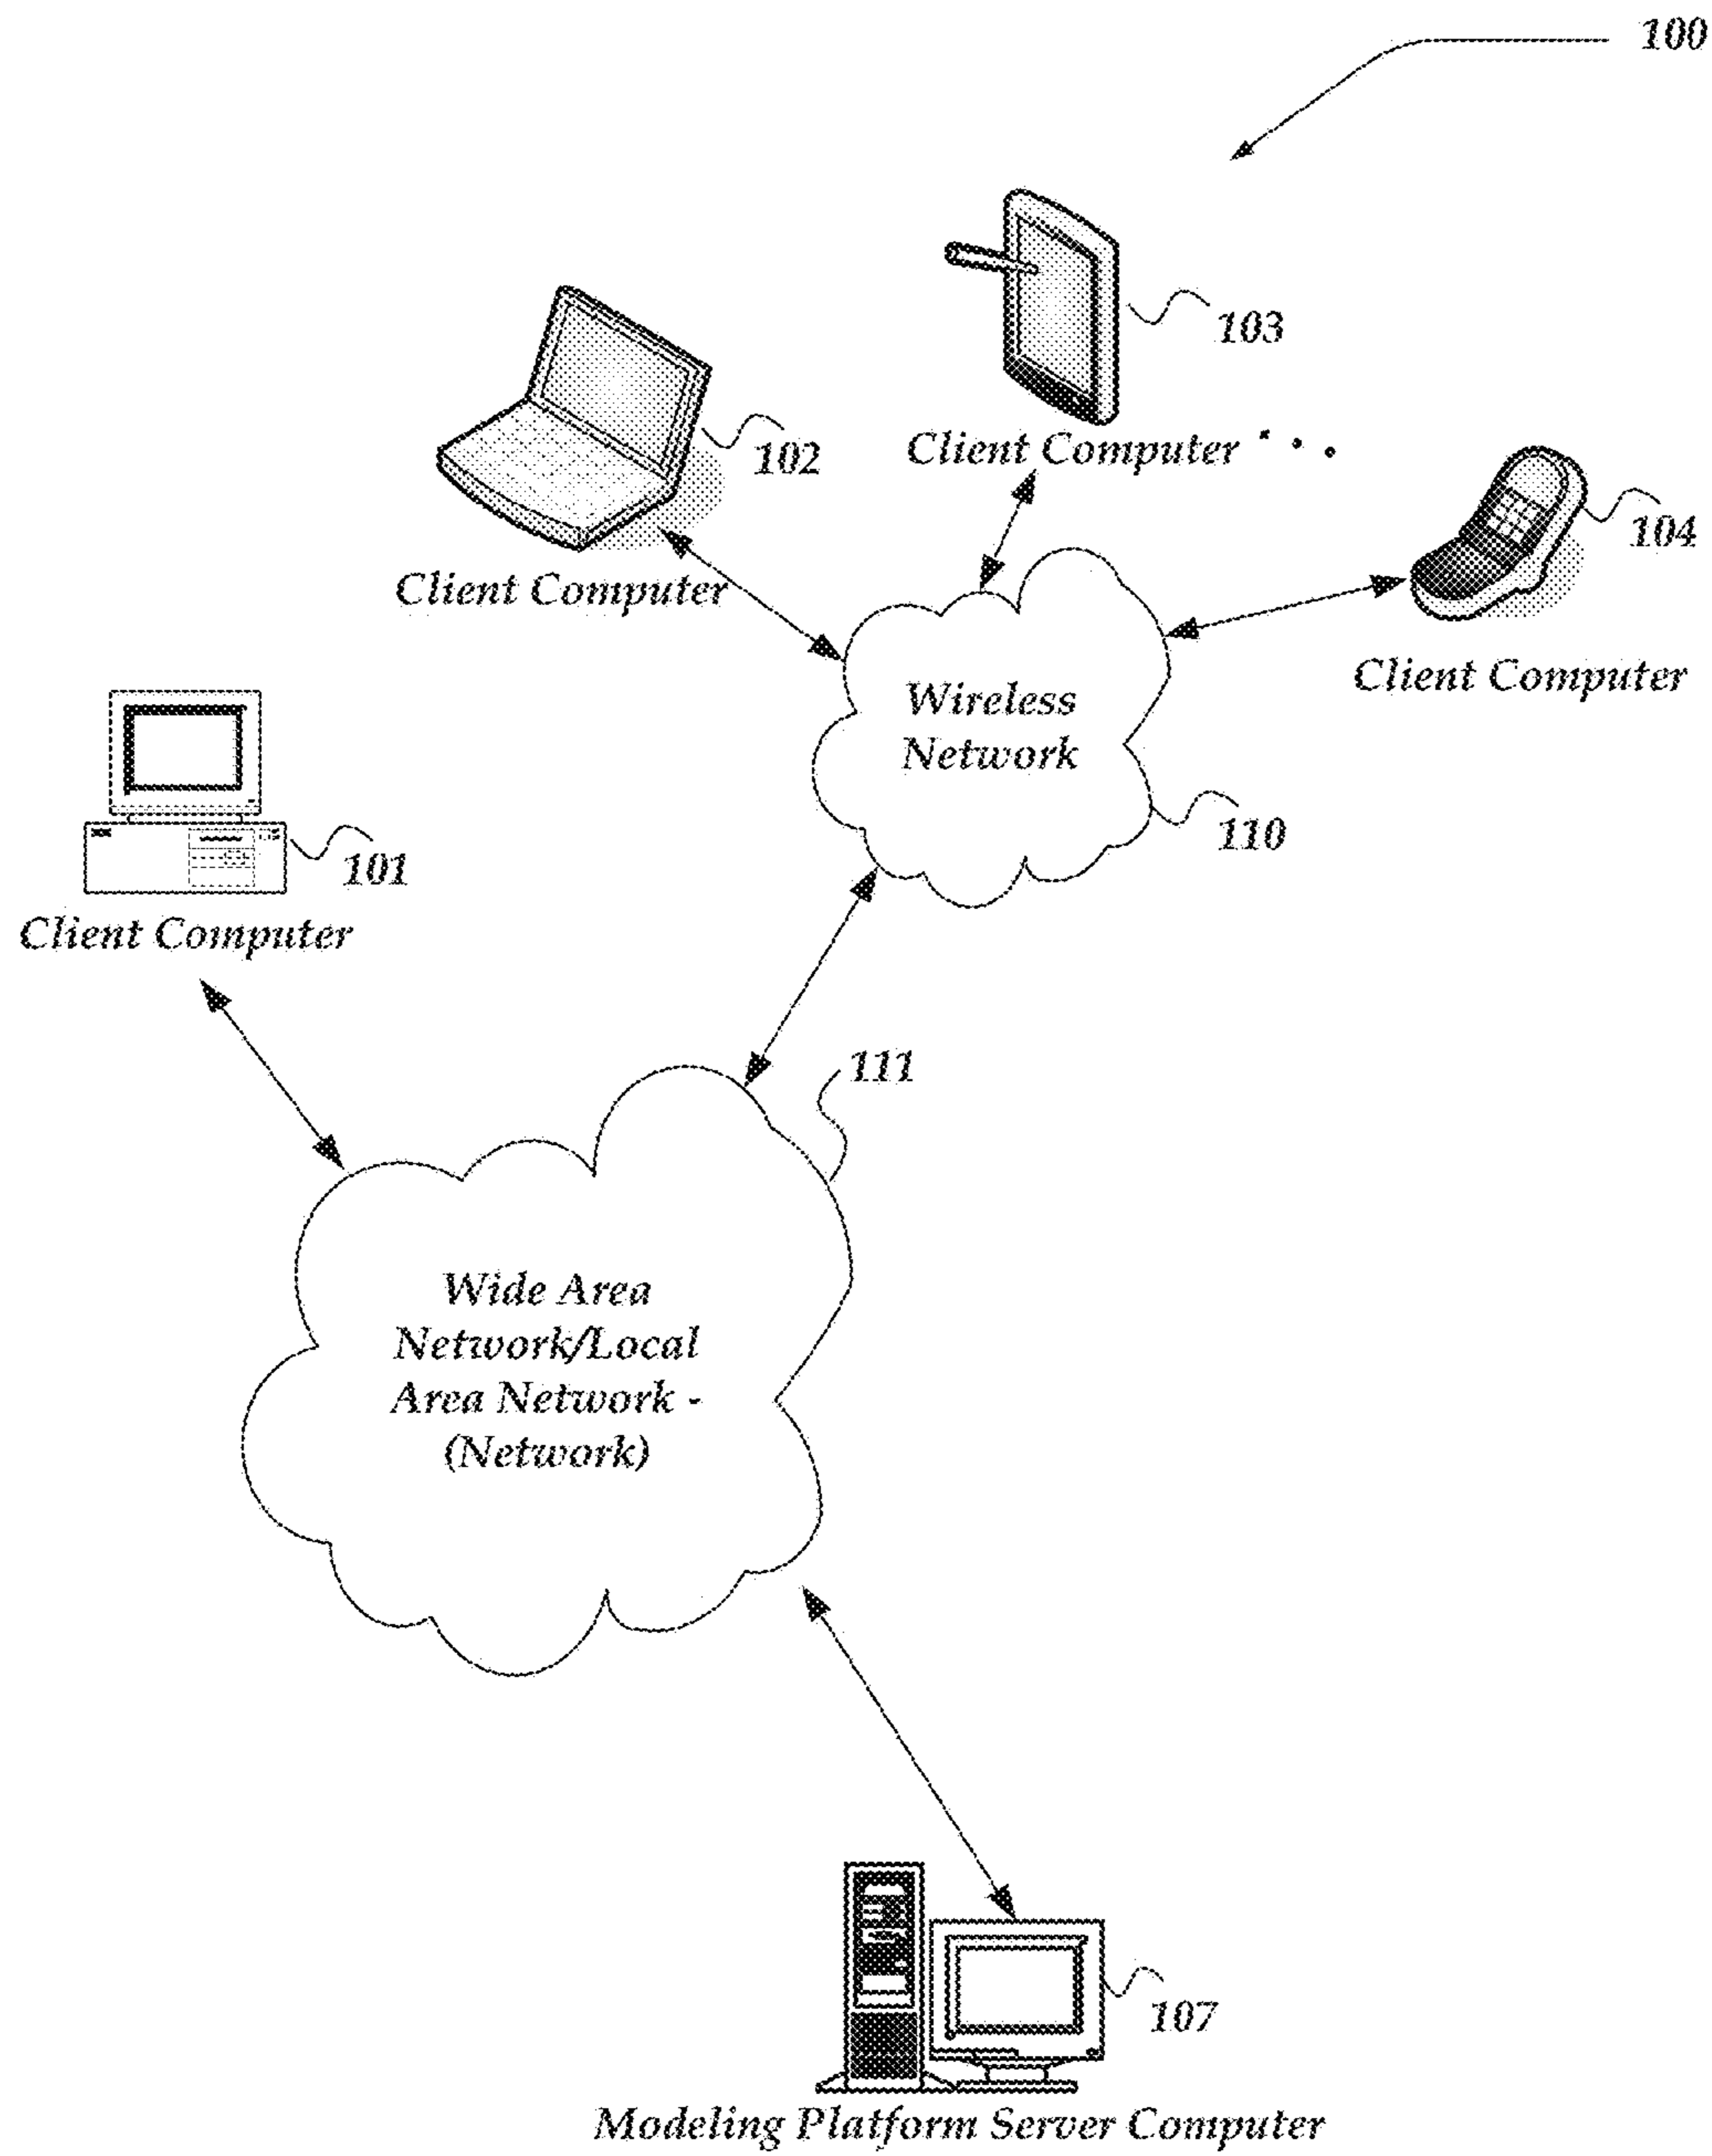 100
103
102
Client Computer . . .
104
Client Computer
Client Computer
Wireless
Network
110
101
Client Computer
111
Wide Area
Network/Local
Area Network -
(Network)
107
Modeling Platform Server Computer